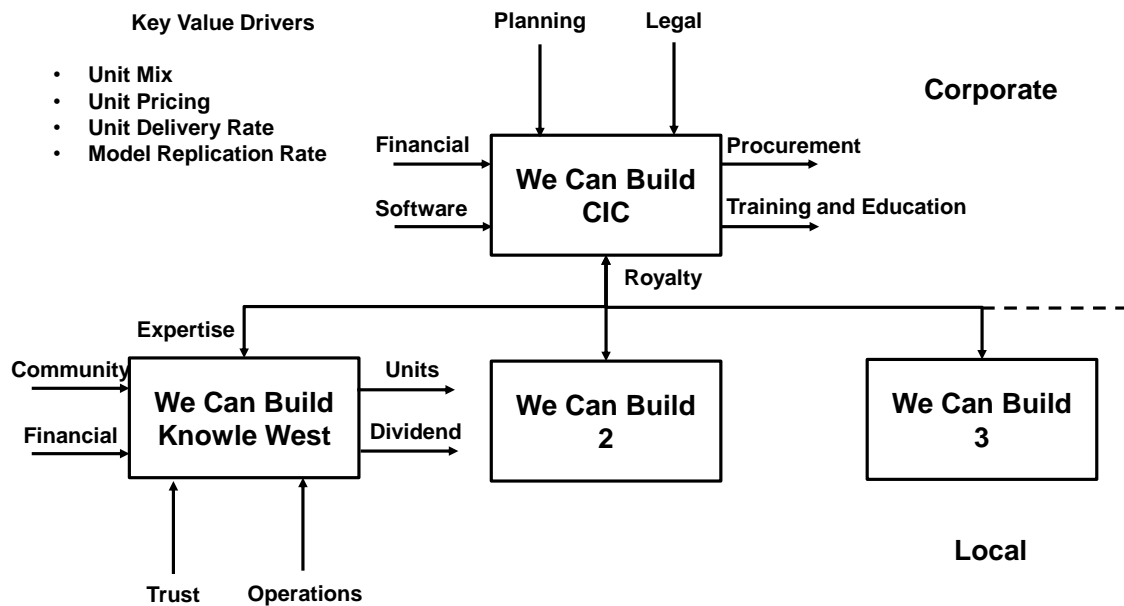 Key Value Drivers
• Unit Mix
• Unit Pricing
• Unit Delivery Rate
• Model Replication Rate
Planning
Legal
Corporate
Financial
Software
We Can Build
CIC
Procurement
Training and Education
Royalty
Expertise
Community
Financial
We Can Build
Knowle West
Units
Dividend
We Can Build
2
We Can Build
3
Trust
Operations
Local